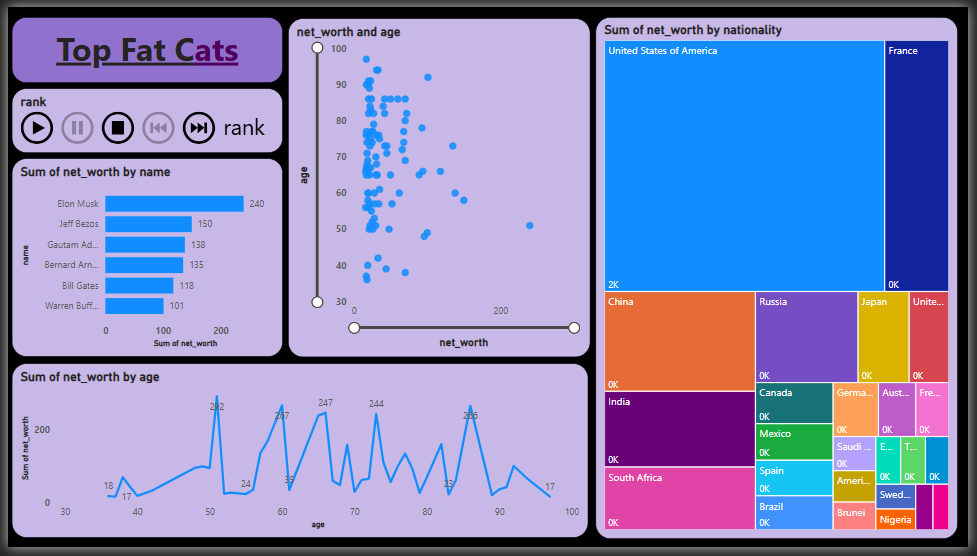 Top Fat Cats
rank
rank
Sum of net_worth by name
name
Elon Musk 240
Jeff Bezos 150
Gautam Ad... 138
Bernard Arn... 135
Bill Gates 118
Warren Buff... 101
0 100 200
Sum of net_worth
net_worth and age
age
100
90
80
70
60
50
40
30
0 200
net_worth
Sum of net_worth by age
Sum of net_worth
200
0
18
17
292
24
267
35
247
244
23
266
17
30 40 50 60 70 80 90 100
age
Sum of net_worth by nationality
United States of America
2K
France
0K
China
0K
India
0K
South Africa
0K
Russia
0K
Japan
0K
Unite...
0K
Canada
0K
Mexico
0K
Spain
0K
Brazil
0K
Germa...
0K
Aust...
0K
Fre...
0K
Saudi ...
0K
E...
0K
T...
0K
0K
Ameri...
0K
Swed...
Brunei
Nigeria